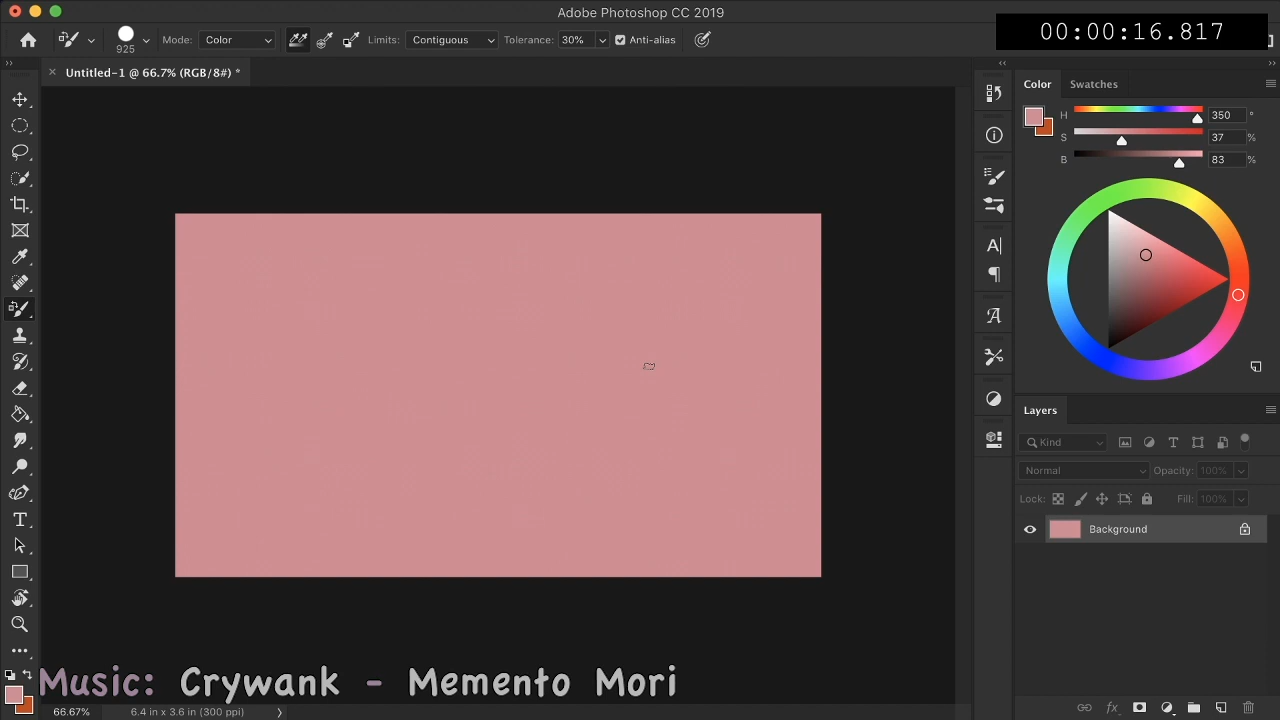 Adobe Photoshop CC 2019
00:00:16.817
925
Mode: Color
Limits: Contiguous
Tolerance: 30%
Anti-alias
Untitled-1 @ 66.7% (RGB/8#) *
Color
Swatches
H 350 °
S 37 %
B 83 %
Layers
Kind
Normal
Opacity: 100%
Lock:
Fill: 100%
Background
Music: Crywank - Memento Mori
66.67%
6.4 in x 3.6 in (300 ppi)